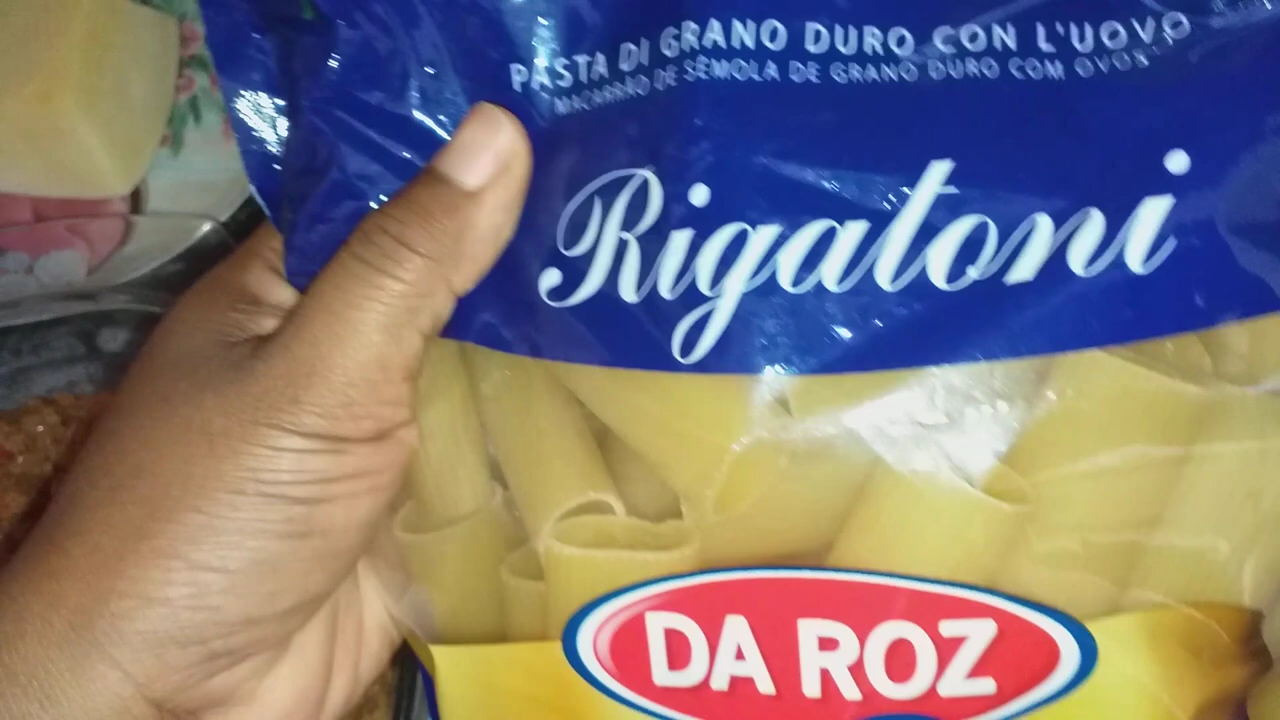 PASTA DI GRANO DURO CON L'UOVO
MACARRÃO DE SÊMOLA DE GRANO DURO COM OVOS
Rigatoni
DA ROZ